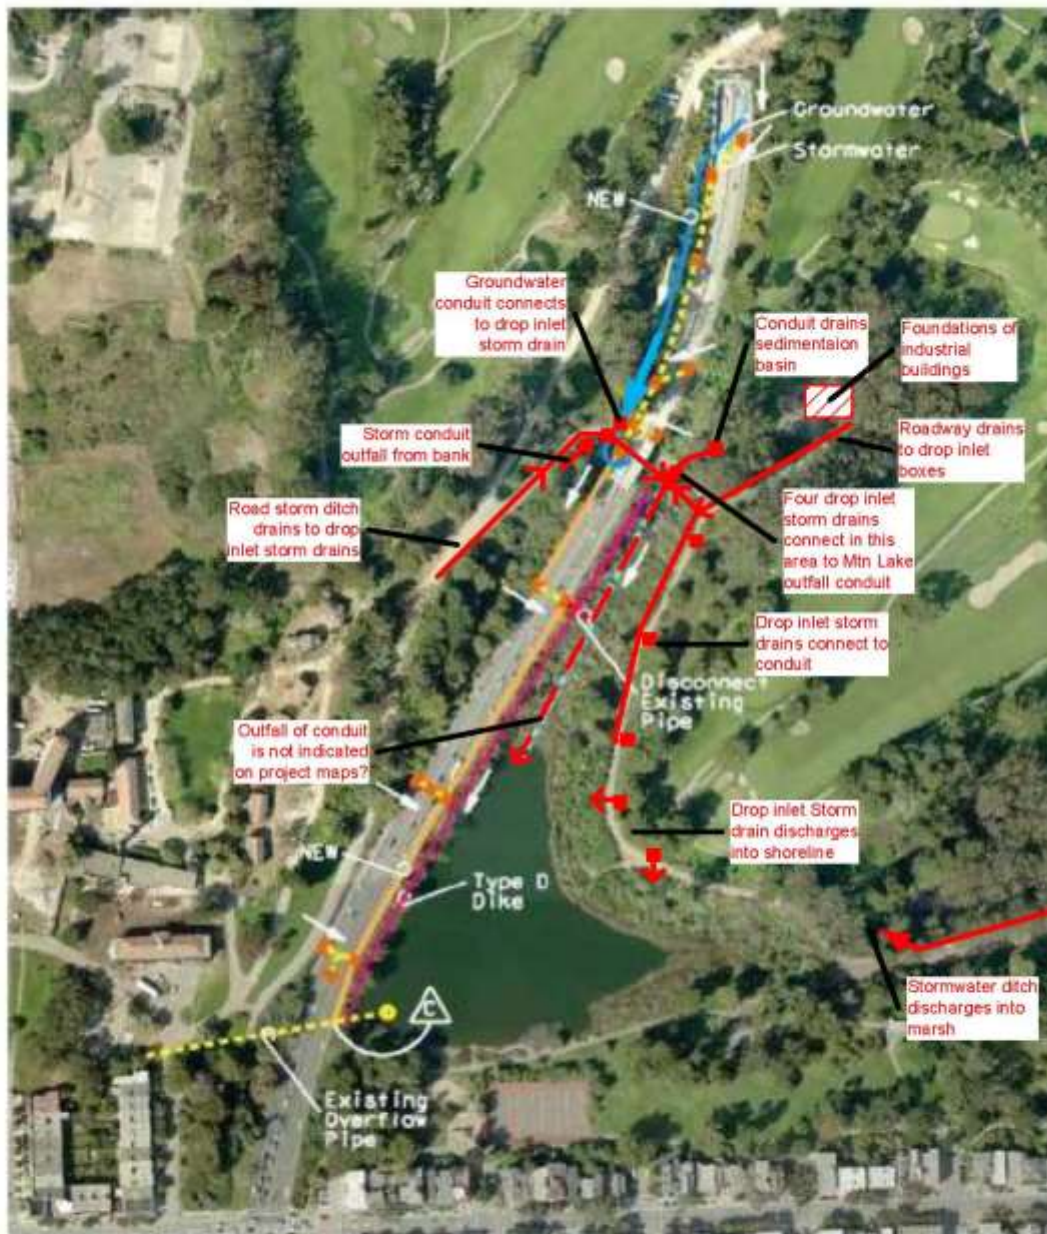 Groundwater
Stormwater
NEW
Groundwater
conduit connects
to drop inlet
storm drain
Conduit drains
sedimentaion
basin
Foundations of
industrial
buildings
Storm conduit
outfall from bank
Roadway drains
to drop inlet
boxes
Road storm ditch
drains to drop
inlet storm drains
Four drop inlet
storm drains
connect in this
area to Mtn Lake
outfall conduit
Drop inlet storm
drains connect to
conduit
Disconnect
Existing
Pipe
Outfall of conduit
is not indicated
on project maps?
Drop inlet Storm
drain discharges
into shoreline
NEW
Type D
Dike
Stormwater ditch
discharges into
marsh
C
Existing
Overflow
Pipe